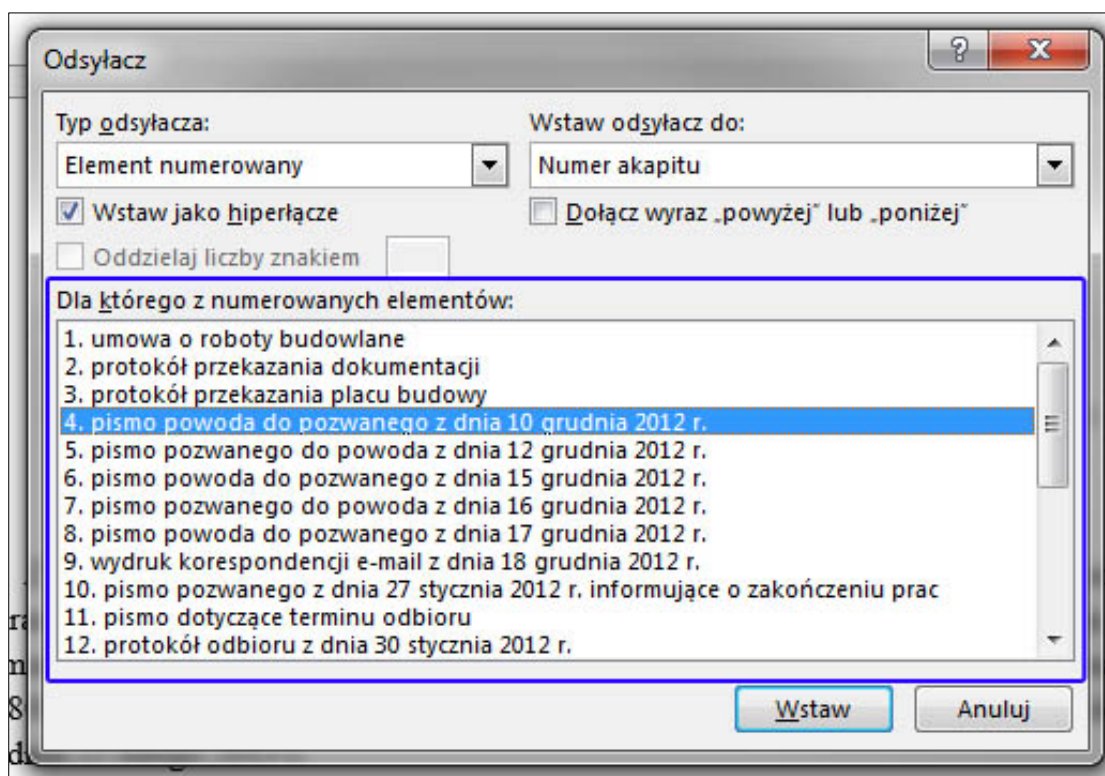 Odsyłacz
Typ odsyłacza:
Wstaw odsyłacz do:
Element numerowany
Numer akapitu
Wstaw jako hiperłącze
Dołącz wyraz „powyżej” lub „poniżej”
Oddzielaj liczby znakiem
Dla którego z numerowanych elementów:
1. umowa o roboty budowlane
2. protokół przekazania dokumentacji
3. protokół przekazania placu budowy
4. pismo powoda do pozwanego z dnia 10 grudnia 2012 r.
5. pismo pozwanego do powoda z dnia 12 grudnia 2012 r.
6. pismo powoda do pozwanego z dnia 15 grudnia 2012 r.
7. pismo pozwanego do powoda z dnia 16 grudnia 2012 r.
8. pismo powoda do pozwanego z dnia 17 grudnia 2012 r.
9. wydruk korespondencji e-mail z dnia 18 grudnia 2012 r.
10. pismo pozwanego z dnia 27 stycznia 2012 r. informujące o zakończeniu prac
11. pismo dotyczące terminu odbioru
12. protokół odbioru z dnia 30 stycznia 2012 r.
Wstaw
Anuluj